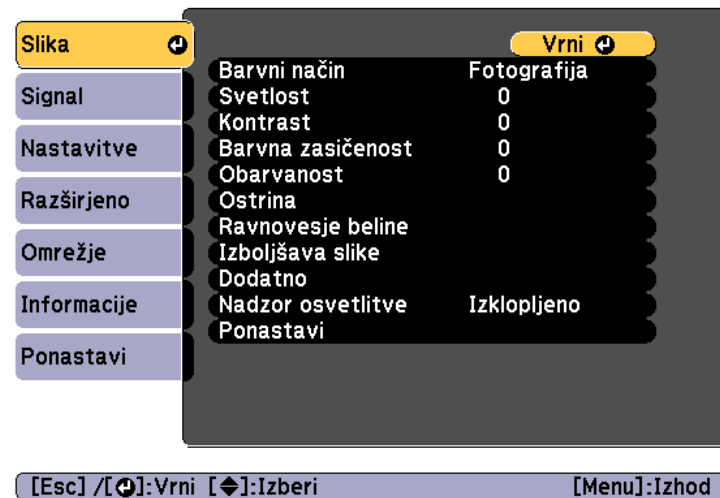 Slika
Signal
Nastavitve
Razširjeno
Omrežje
Informacije
Ponastavi
Vrni
Barvni način Fotografija
Svetlost 0
Kontrast 0
Barvna zasičenost 0
Obarvanost 0
Ostrina
Ravnovesje beline
Izboljšava slike
Dodatno
Nadzor osvetlitve Izklopljeno
Ponastavi
[Esc] /[⏎]:Vrni [◆]:Izberi [Menu]:Izhod